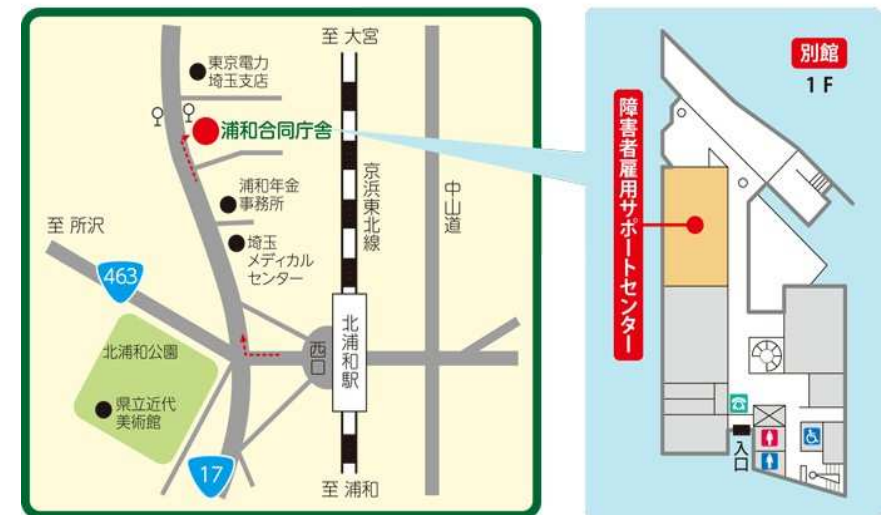 至 大宮
東京電力
埼玉支店
浦和合同庁舎
浦和年金
事務所
埼玉
メディカル
センター
至 所沢
463
北浦和公園
県立近代
美術館
17
西口
北浦和駅
京浜東北線
中山道
至 浦和
別館
1F
障害者雇用サポートセンター
入口